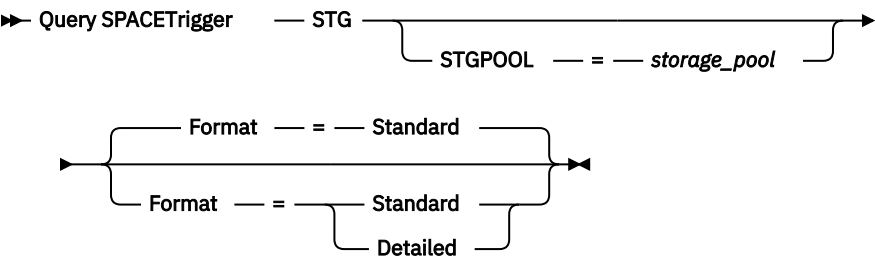 Query SPACETrigger STG
STGPOOL = storage_pool
Format = Standard
Format = Standard
Detailed